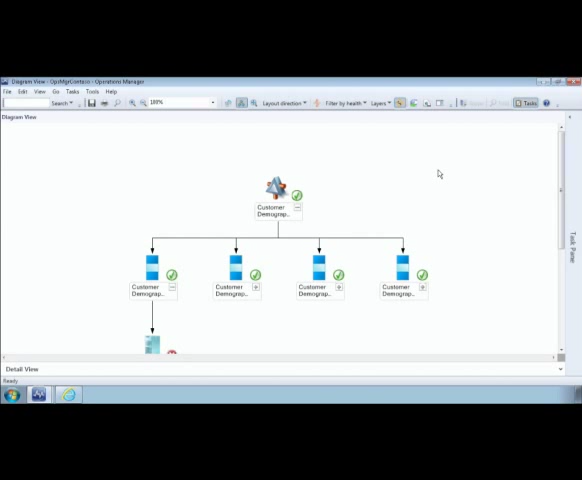 Diagram View - OpsMgrContoso - Operations Manager
File Edit View Go Tasks Tools Help
Search 100% Layout direction Filter by health Layers Tasks
Diagram View
Customer
Demograp...
Customer
Demograp...
Customer
Demograp...
Customer
Demograp...
Customer
Demograp...
Task Pane
Detail View
Ready